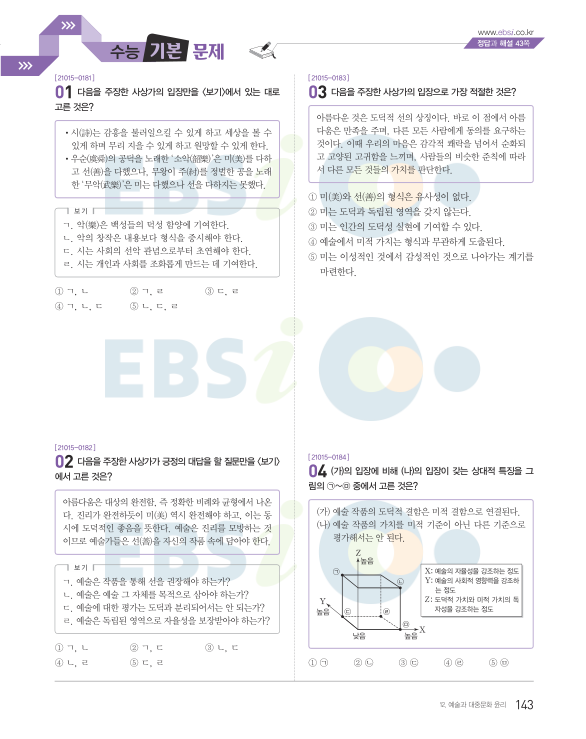 www.ebsi.co.kr
정답과 해설 43쪽
수능 기본 문제
[21015-0181]
01 다음을 주장한 사상가의 입장만을 <보기>에서 있는 대로
고른 것은?
• 시(詩)는 감흥을 불러일으킬 수 있게 하고 세상을 볼 수
있게 하며 무리 지을 수 있게 하고 원망할 수 있게 한다.
• 우순(虞舜)의 공덕을 노래한 '소악(韶樂)'은 미(美)를 다하
고 선(善)을 다했으나, 무왕이 주(紂)를 정벌한 공을 노래
한 '무악(武樂)'은 미는 다했으나 선을 다하지는 못했다.
보기
ㄱ. 악(樂)은 백성들의 덕성 함양에 기여한다.
ㄴ. 악의 창작은 내용보다 형식을 중시해야 한다.
ㄷ. 시는 사회의 선악 관념으로부터 초연해야 한다.
ㄹ. 시는 개인과 사회를 조화롭게 만드는 데 기여한다.
① ㄱ, ㄴ ② ㄱ, ㄹ ③ ㄷ, ㄹ
④ ㄱ, ㄴ, ㄷ ⑤ ㄴ, ㄷ, ㄹ
[21015-0182]
02 다음을 주장한 사상가가 긍정의 대답을 할 질문만을 <보기>
에서 고른 것은?
아름다움은 대상의 완전함, 즉 정확한 비례와 균형에서 나온
다. 진리가 완전하듯이 미(美) 역시 완전해야 하고, 이는 동
시에 도덕적인 좋음을 뜻한다. 예술은 진리를 모방하는 것
이므로 예술가들은 선(善)을 자신의 작품 속에 담아야 한다.
보기
ㄱ. 예술은 작품을 통해 선을 권장해야 하는가?
ㄴ. 예술은 예술 그 자체를 목적으로 삼아야 하는가?
ㄷ. 예술에 대한 평가는 도덕과 분리되어서는 안 되는가?
ㄹ. 예술은 독립된 영역으로 자율성을 보장받아야 하는가?
① ㄱ, ㄴ ② ㄱ, ㄷ ③ ㄴ, ㄷ
④ ㄴ, ㄹ ⑤ ㄷ, ㄹ
[21015-0183]
03 다음을 주장한 사상가의 입장으로 가장 적절한 것은?
아름다운 것은 도덕적 선의 상징이다. 바로 이 점에서 아름
다움은 만족을 주며, 다른 모든 사람에게 동의를 요구하는
것이다. 이때 우리의 마음은 감각적 쾌락을 넘어서 순화되
고 고양된 고귀함을 느끼며, 사람들의 비슷한 준칙에 따라
서 다른 모든 것들의 가치를 판단한다.
① 미(美)와 선(善)의 형식은 유사성이 없다.
② 미는 도덕과 독립된 영역을 갖지 않는다.
③ 미는 인간의 도덕성 실현에 기여할 수 있다.
④ 예술에서 미적 가치는 형식과 무관하게 도출된다.
⑤ 미는 이성적인 것에서 감성적인 것으로 나아가는 계기를
마련한다.
[21015-0184]
04 (가)의 입장에 비해 (나)의 입장이 갖는 상대적 특징을 그
림의 ㉠~㉤ 중에서 고른 것은?
(가) 예술 작품의 도덕적 결함은 미적 결함으로 연결된다.
(나) 예술 작품의 가치를 미적 기준이 아닌 다른 기준으로
평가해서는 안 된다.
Z
높음
㉠
㉡
Y
높음
㉢
㉣
㉤
X
낮음
높음
X: 예술의 자율성을 강조하는 정도
Y: 예술의 사회적 영향력을 강조하
는 정도
Z: 도덕적 가치와 미적 가치의 독
자성을 강조하는 정도
① ㉠ ② ㉡ ③ ㉢ ④ ㉣ ⑤ ㉤
12. 예술과 대중문화 윤리 143
EBSi
EBSi
EBSi